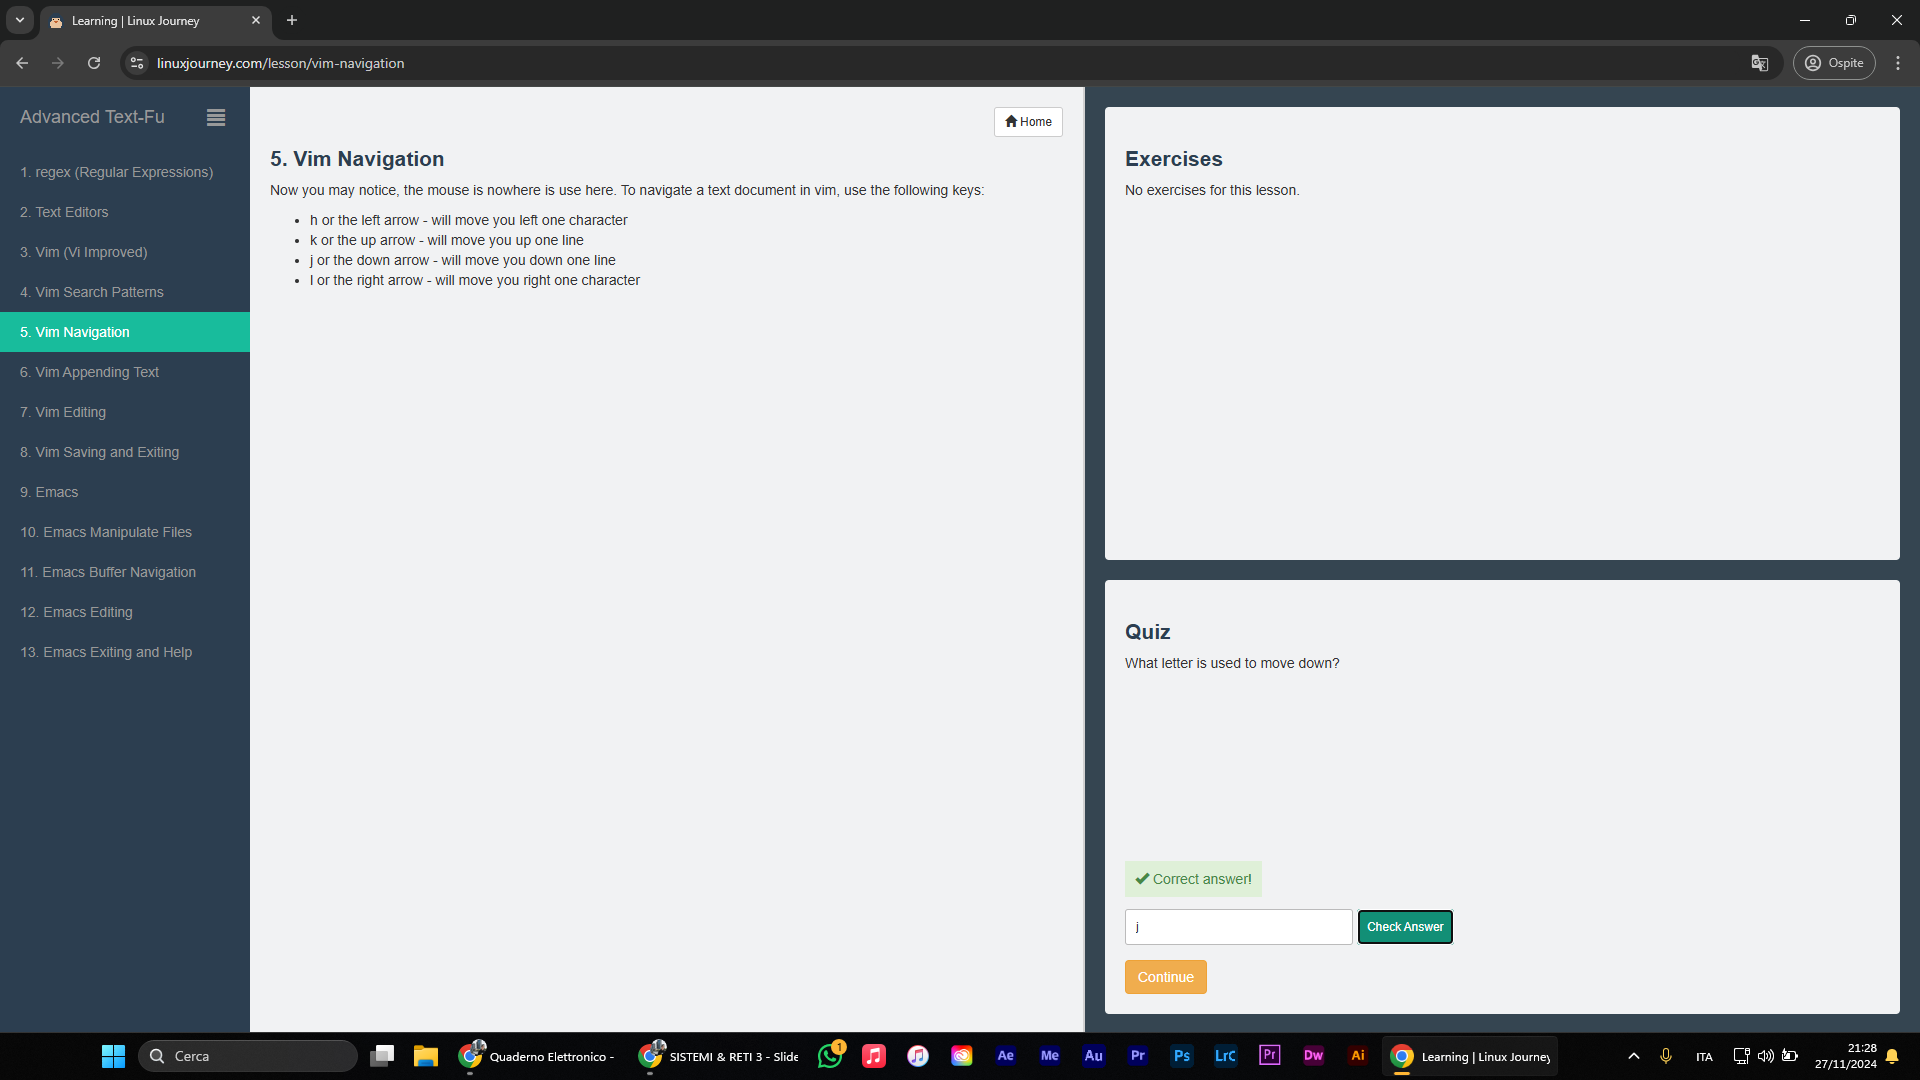 Learning | Linux Journey
linuxjourney.com/lesson/vim-navigation
Ospite
Advanced Text-Fu
1. regex (Regular Expressions)
2. Text Editors
3. Vim (Vi Improved)
4. Vim Search Patterns
5. Vim Navigation
6. Vim Appending Text
7. Vim Editing
8. Vim Saving and Exiting
9. Emacs
10. Emacs Manipulate Files
11. Emacs Buffer Navigation
12. Emacs Editing
13. Emacs Exiting and Help
Home
5. Vim Navigation
Now you may notice, the mouse is nowhere is use here. To navigate a text document in vim, use the following keys:
• h or the left arrow - will move you left one character
• k or the up arrow - will move you up one line
• j or the down arrow - will move you down one line
• l or the right arrow - will move you right one character
Exercises
No exercises for this lesson.
Quiz
What letter is used to move down?
Correct answer!
j
Check Answer
Continue
Cerca
Quaderno Elettronico -
SISTEMI & RETI 3 - Slide
1
Ae
Me
Au
Pr
Ps
LrC
Pr
Dw
Ai
Learning | Linux Journey
ITA
21:28
27/11/2024